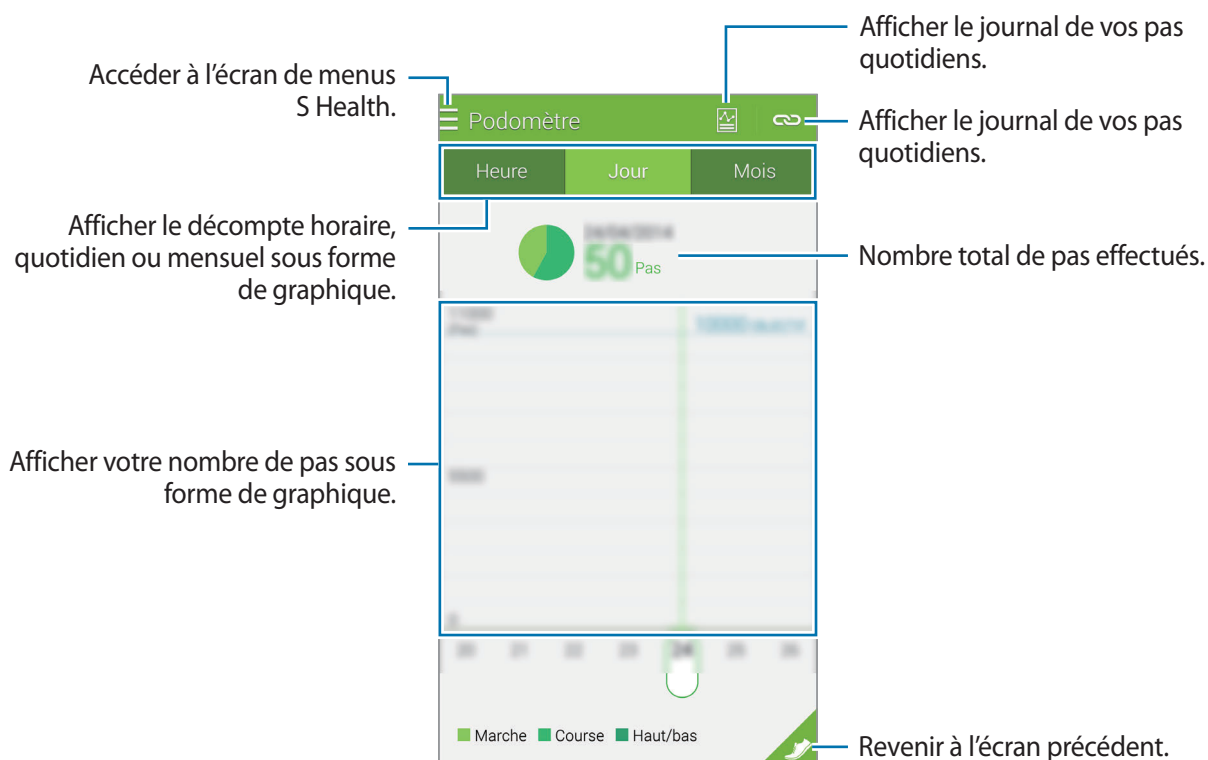 Afficher le journal de vos pas
quotidiens.
Accéder à l'écran de menus
S Health.
Podomètre
Afficher le journal de vos pas
quotidiens.
Heure Jour Mois
Afficher le décompte horaire,
quotidien ou mensuel sous forme
de graphique.
50 Pas
Nombre total de pas effectués.
Afficher votre nombre de pas sous
forme de graphique.
Marche Course Haut/bas
Revenir à l'écran précédent.